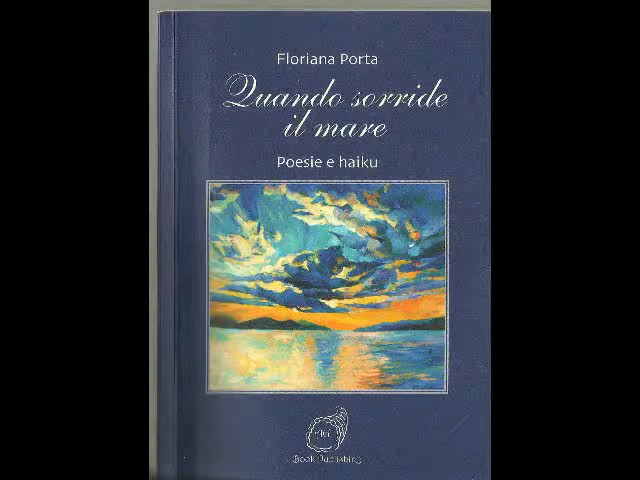 Floriana Porta
Quando sorride
il mare
Poesie e haiku
Book Publishing